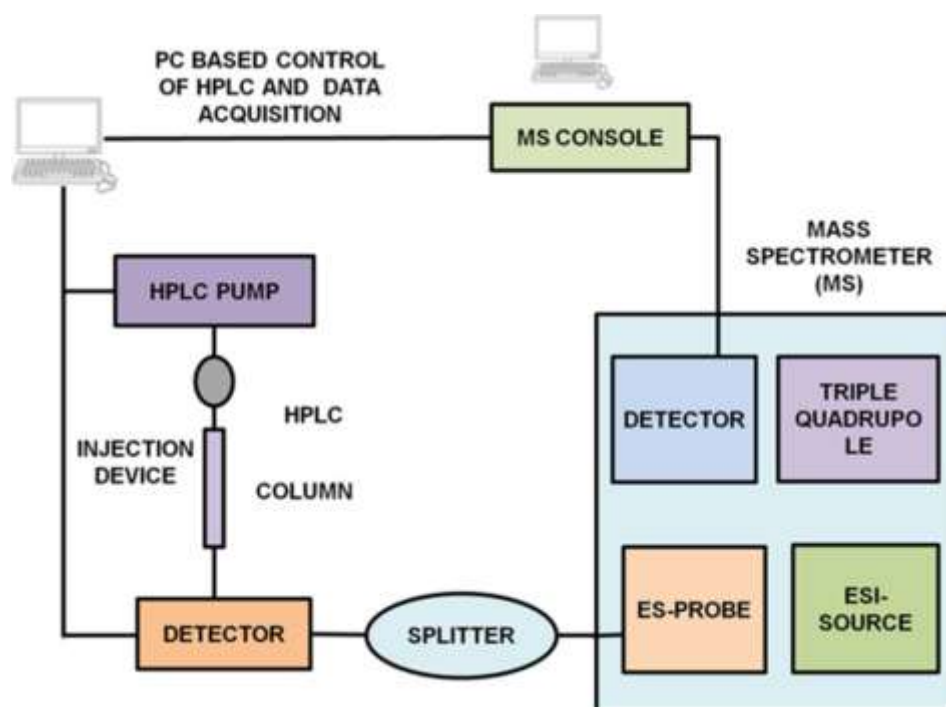 PC BASED CONTROL
OF HPLC AND DATA
ACQUISITION
MS CONSOLE
MASS
SPECTROMETER
(MS)
HPLC PUMP
HPLC
INJECTION
DEVICE
COLUMN
DETECTOR
TRIPLE
QUADRUPO
LE
DETECTOR
SPLITTER
ES-PROBE
ESI-
SOURCE